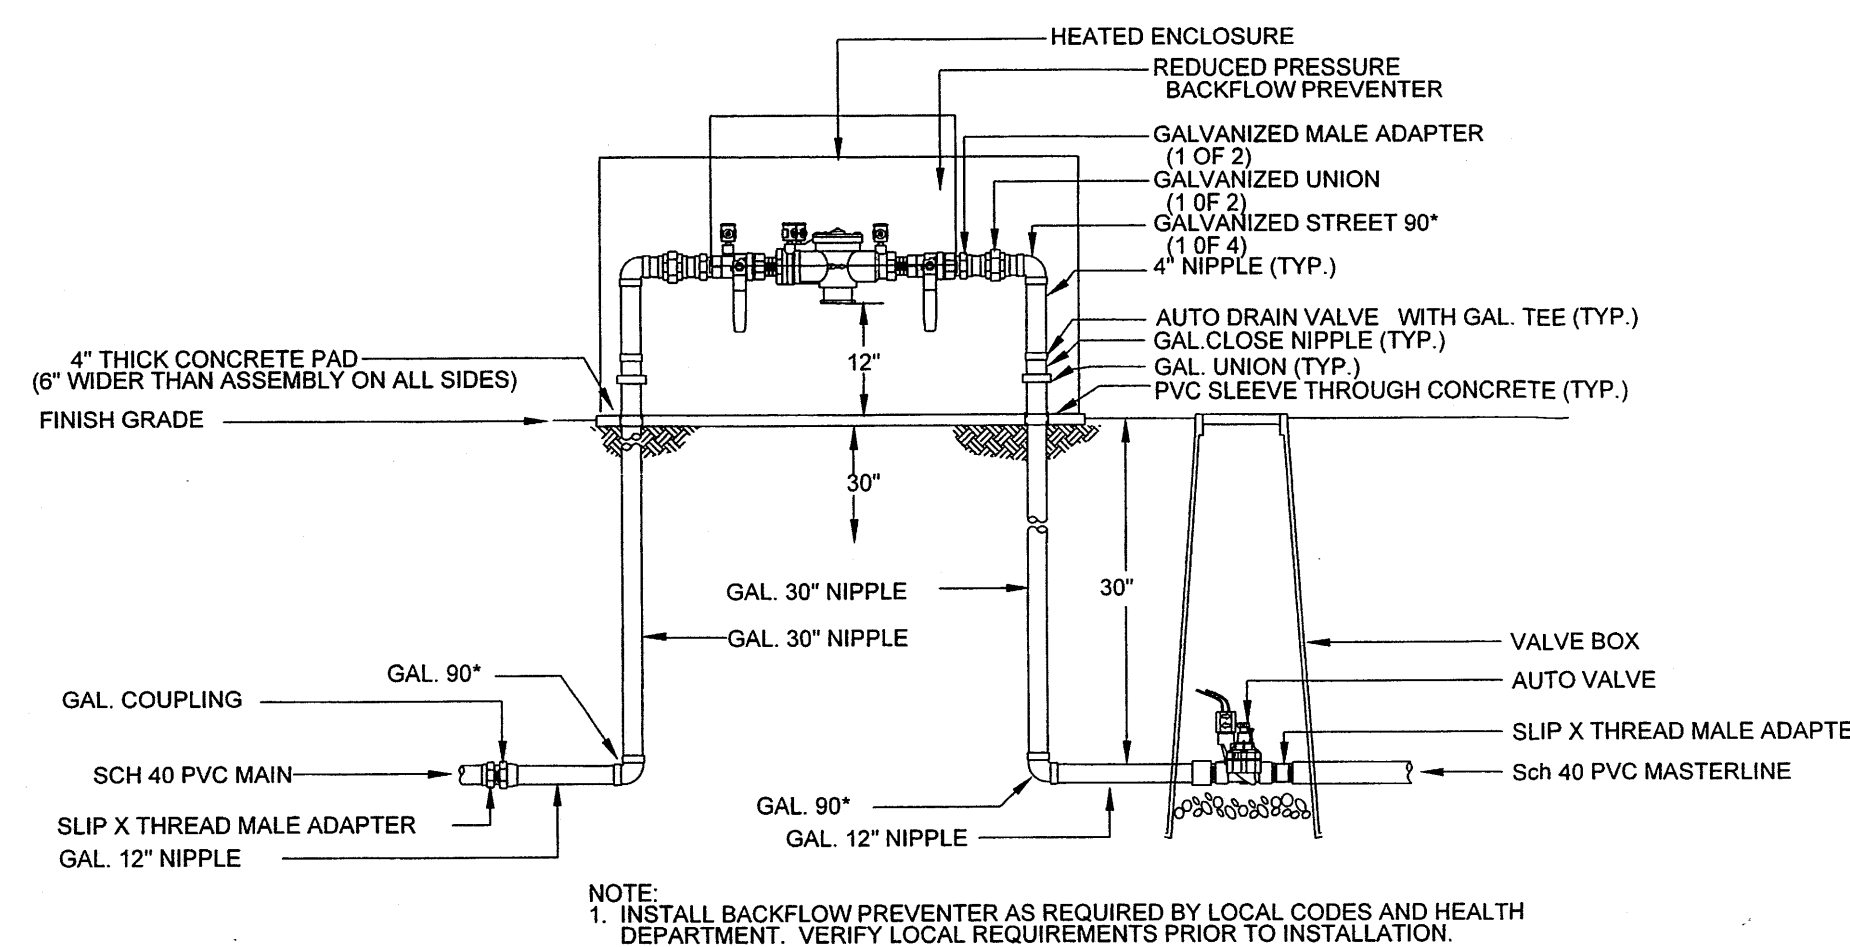 HEATED ENCLOSURE
REDUCED PRESSURE
BACKFLOW PREVENTER
GALVANIZED MALE ADAPTER
(1 OF 2)
GALVANIZED UNION
(1 0F 2)
GALVANIZED STREET 90*
(1 0F 4)
4" NIPPLE (TYP.)
AUTO DRAIN VALVE WITH GAL. TEE (TYP.)
GAL.CLOSE NIPPLE (TYP.)
GAL. UNION (TYP.)
PVC SLEEVE THROUGH CONCRETE (TYP.)
4" THICK CONCRETE PAD
(6" WIDER THAN ASSEMBLY ON ALL SIDES)
FINISH GRADE
12"
30"
30"
GAL. 30" NIPPLE
GAL. 30" NIPPLE
VALVE BOX
AUTO VALVE
SLIP X THREAD MALE ADAPTE
Sch 40 PVC MASTERLINE
GAL. 90*
GAL. COUPLING
SCH 40 PVC MAIN
SLIP X THREAD MALE ADAPTER
GAL. 12" NIPPLE
GAL. 90*
GAL. 12" NIPPLE
NOTE:
1. INSTALL BACKFLOW PREVENTER AS REQUIRED BY LOCAL CODES AND HEALTH
DEPARTMENT. VERIFY LOCAL REQUIREMENTS PRIOR TO INSTALLATION.